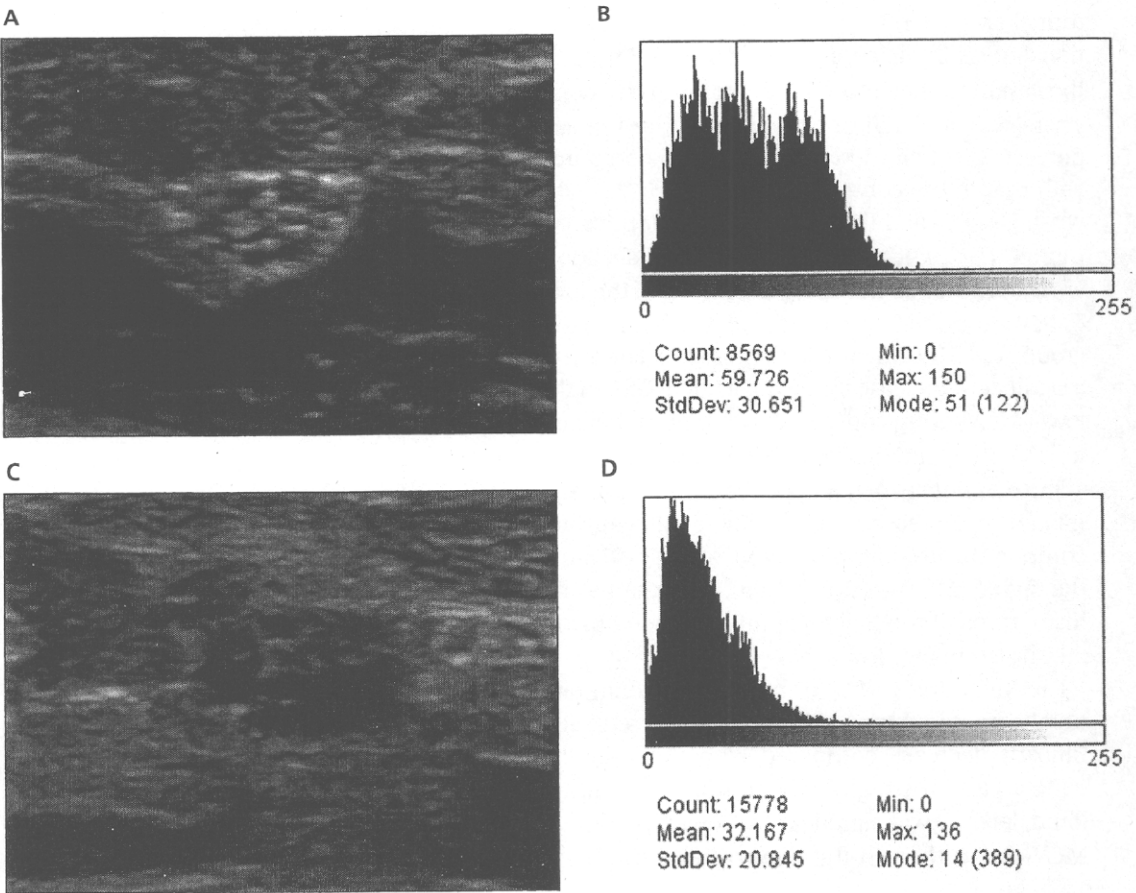 A
B
0 255
Count: 8569 Min: 0
Mean: 59.726 Max: 150
StdDev: 30.651 Mode: 51 (122)
C
D
0 255
Count: 15778 Min: 0
Mean: 32.167 Max: 136
StdDev: 20.845 Mode: 14 (389)